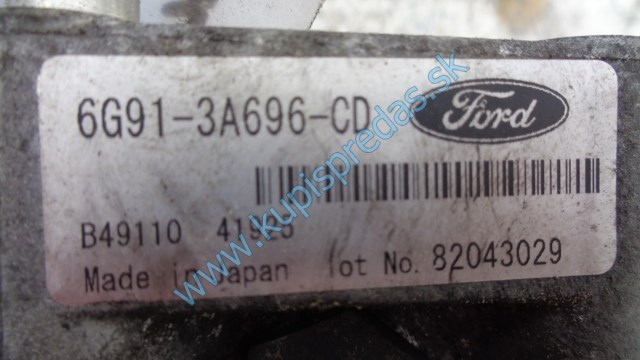 6G91-3A696-CD Ford
B49110
Made in Japan Lot No. 82043029
www.kupispredas.sk